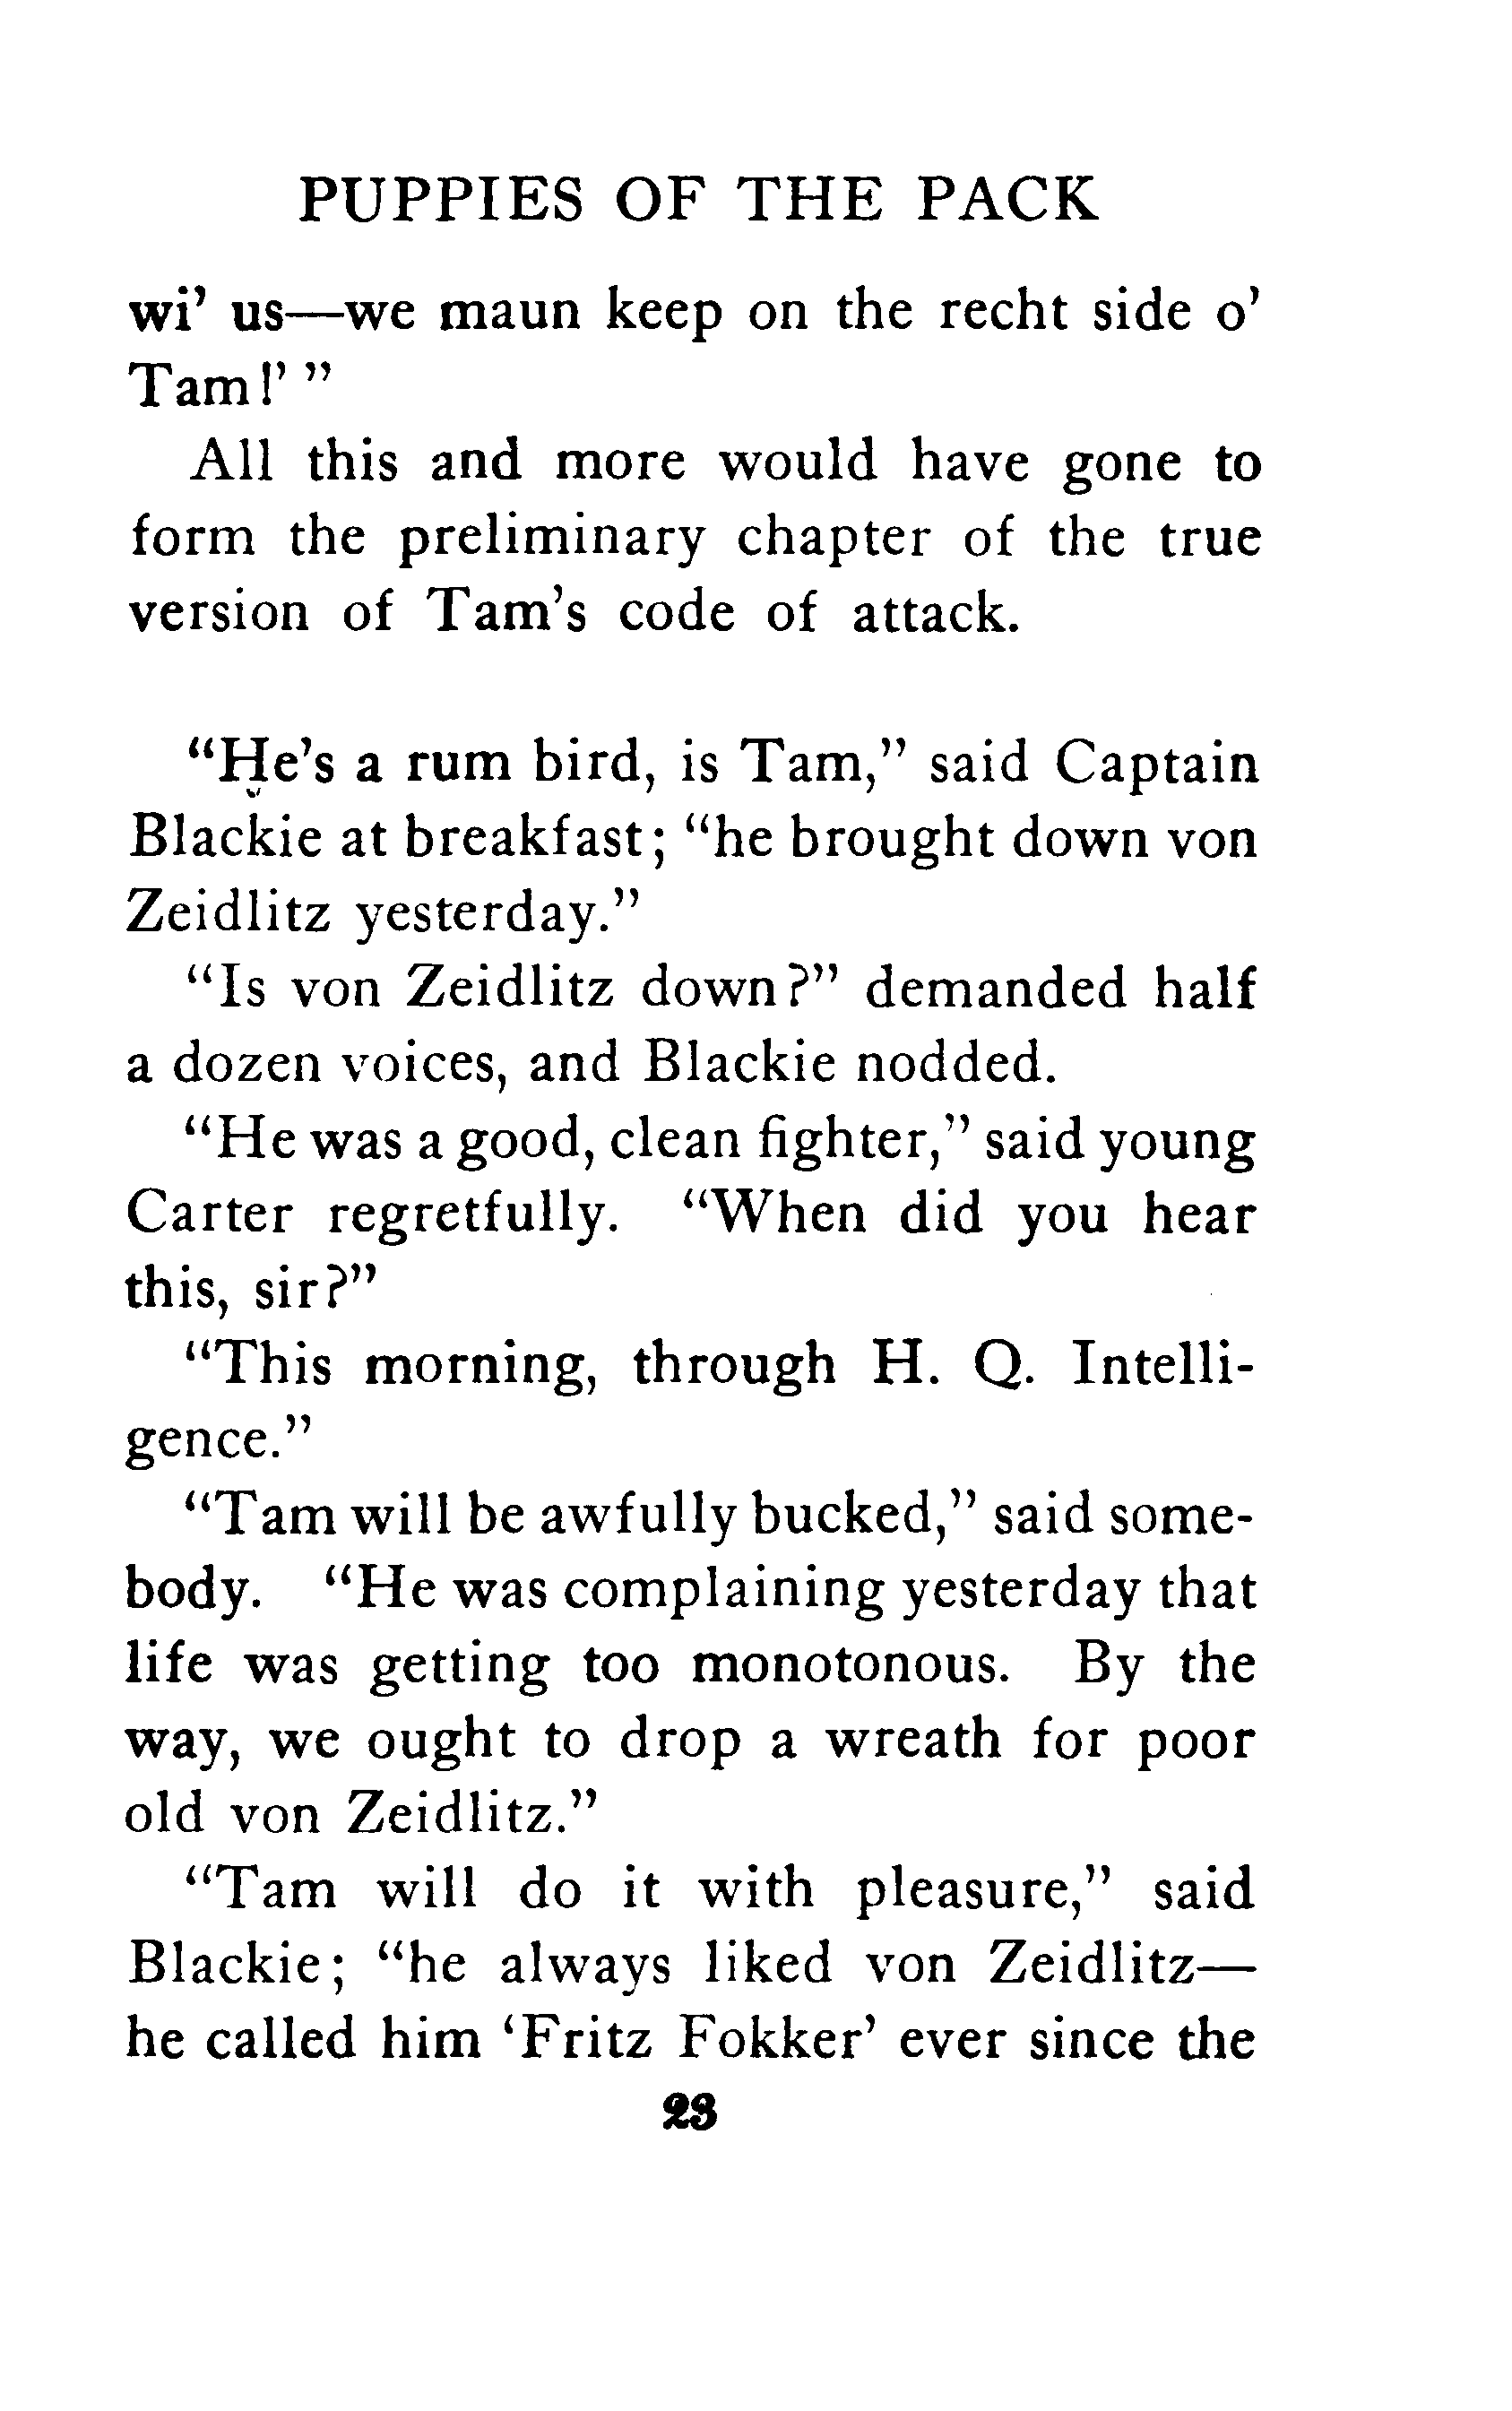 PUPPIES OF THE PACK
wi' us—we maun keep on the recht side o'
Tam!' "
All this and more would have gone to
form the preliminary chapter of the true
version of Tam's code of attack.
"He's a rum bird, is Tam," said Captain
Blackie at breakfast; "he brought down von
Zeidlitz yesterday."
"Is von Zeidlitz down?" demanded half
a dozen voices, and Blackie nodded.
"He was a good, clean fighter," said young
Carter regretfully. "When did you hear
this, sir?"
"This morning, through H. Q. Intelli-
gence."
"Tam will be awfully bucked," said some-
body. "He was complaining yesterday that
life was getting too monotonous. By the
way, we ought to drop a wreath for poor
old von Zeidlitz."
"Tam will do it with pleasure," said
Blackie; "he always liked von Zeidlitz—
he called him 'Fritz Fokker' ever since the
23